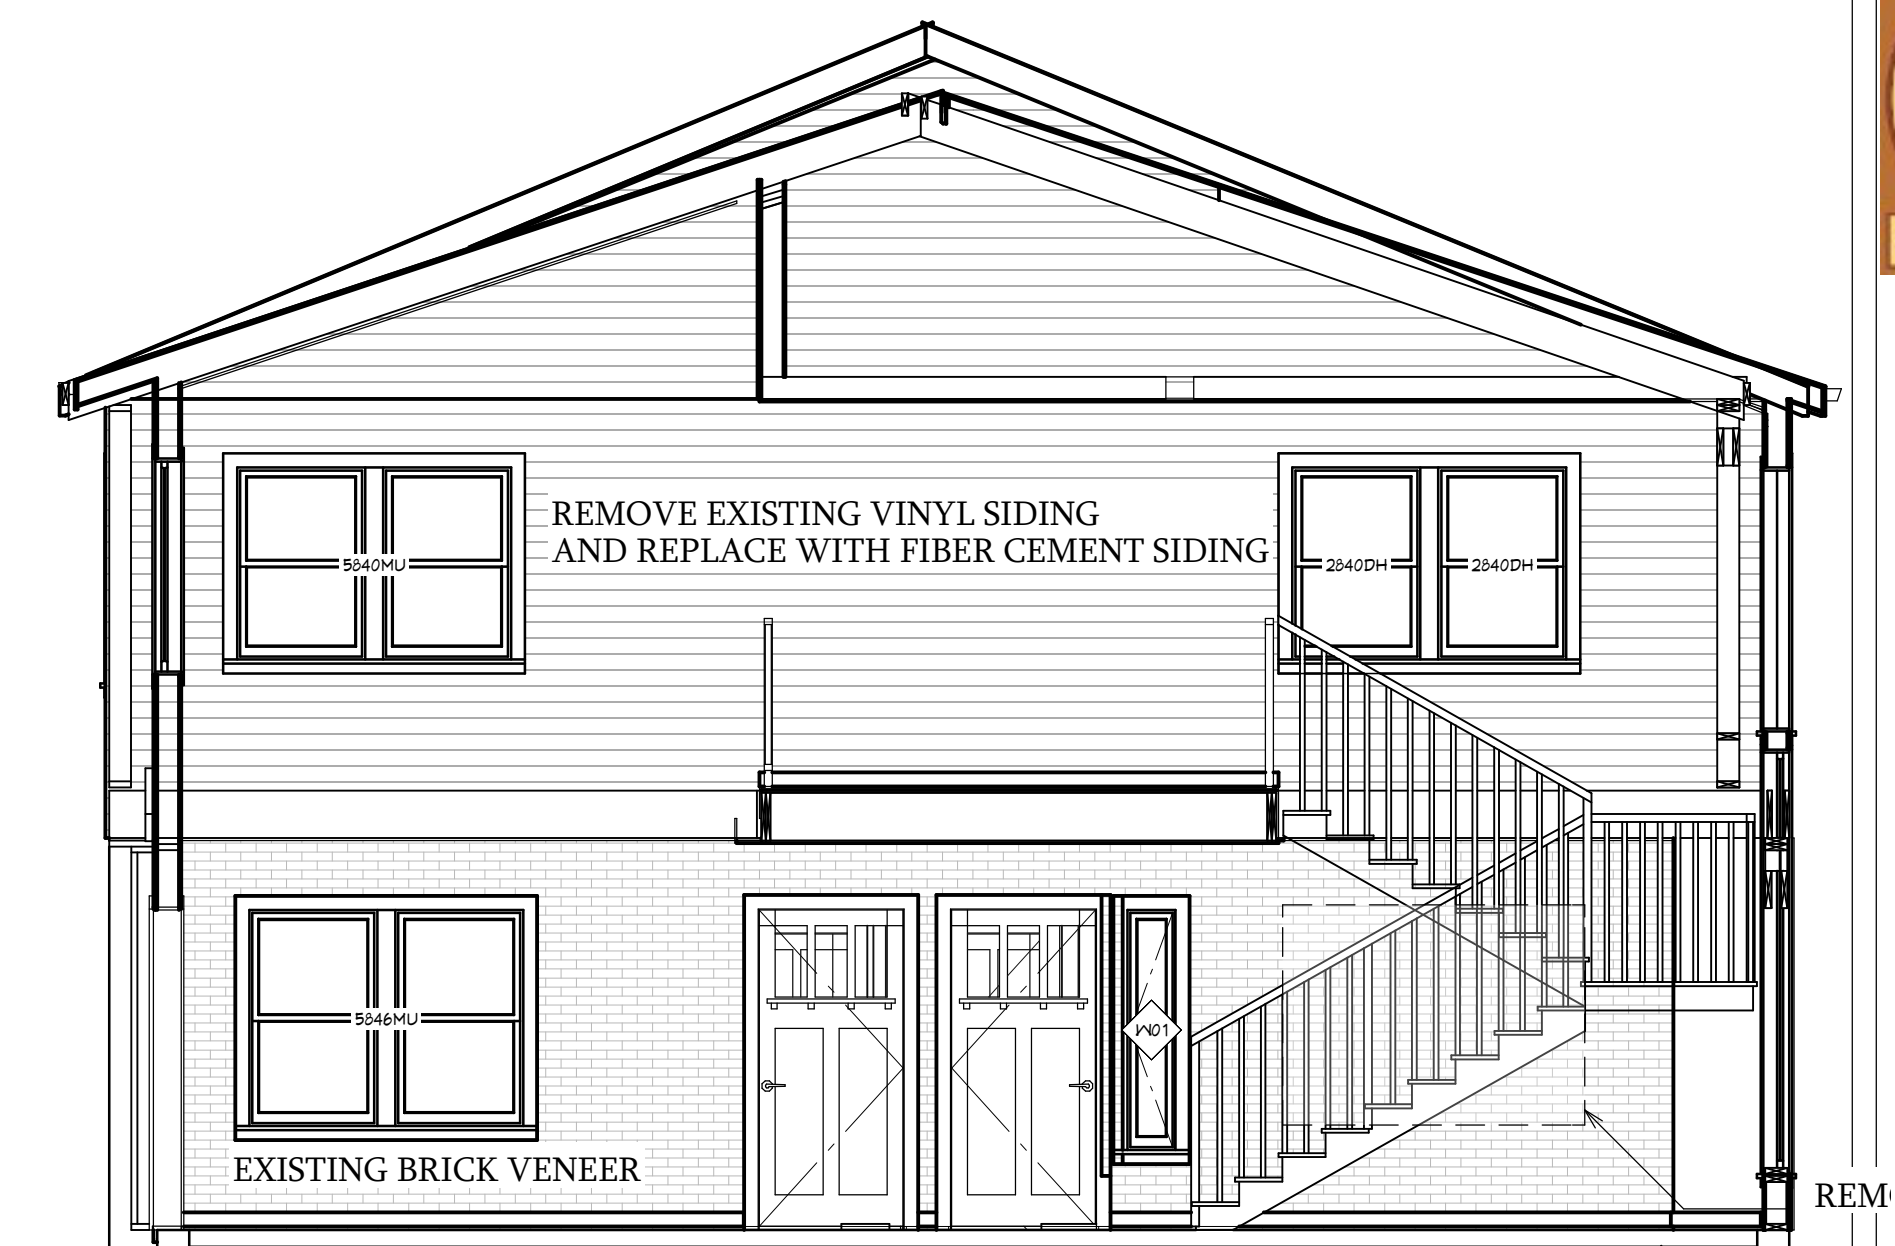 REMOVE EXISTING VINYL SIDING
AND REPLACE WITH FIBER CEMENT SIDING
5840MU
2840DH
2840DH
5846MU
W01
EXISTING BRICK VENEER